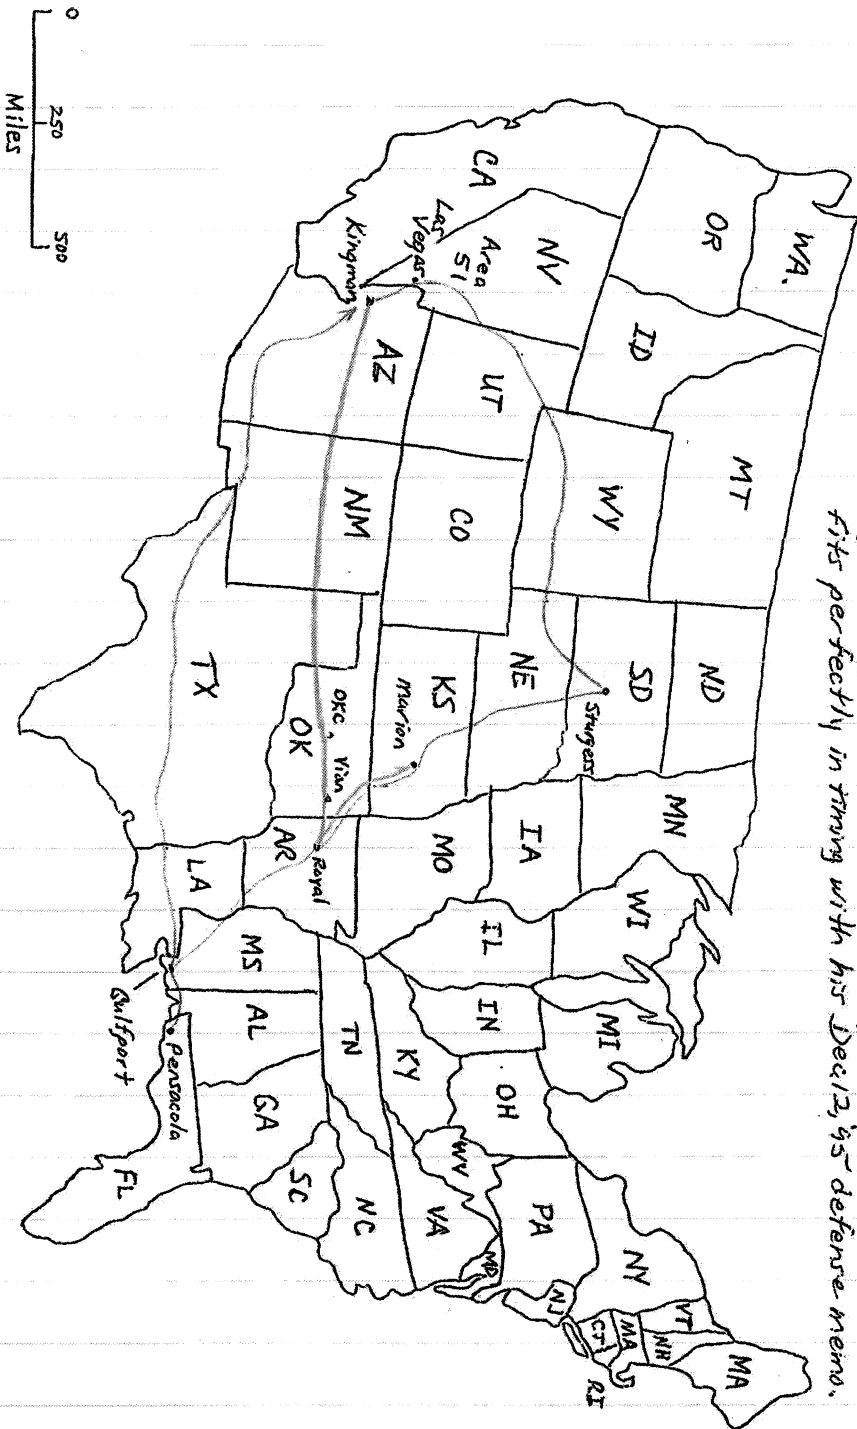 fits perfectly in timing with his Dec 12, 95 defense memo.
WA.
MT
ND
MN
OR
ID
SD
WI
MI
MA
VT
NH
NY
MA
CT
RI
WY
Sturgess
IA
NE
NV
UT
CO
KS
Marion
MO
IL
IN
OH
PA
NJ
MD
WV
VA
KY
CA
Area
51
Las
Vegas
Kingman
AZ
NM
OKC, Vian
OK
Royal
AR
TN
NC
SC
TX
LA
MS
AL
GA
Gulfport
Pensacola
FL
0 250 500
Miles